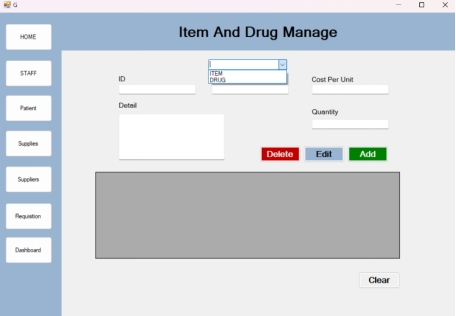 G
Item And Drug Manage
HOME
STAFF
Patient
Supplies
Suppliers
Requisition
Dashboard
ITEM
DRUG
ID
Cost Per Unit
Detail
Quantity
Delete
Edit
Add
Clear